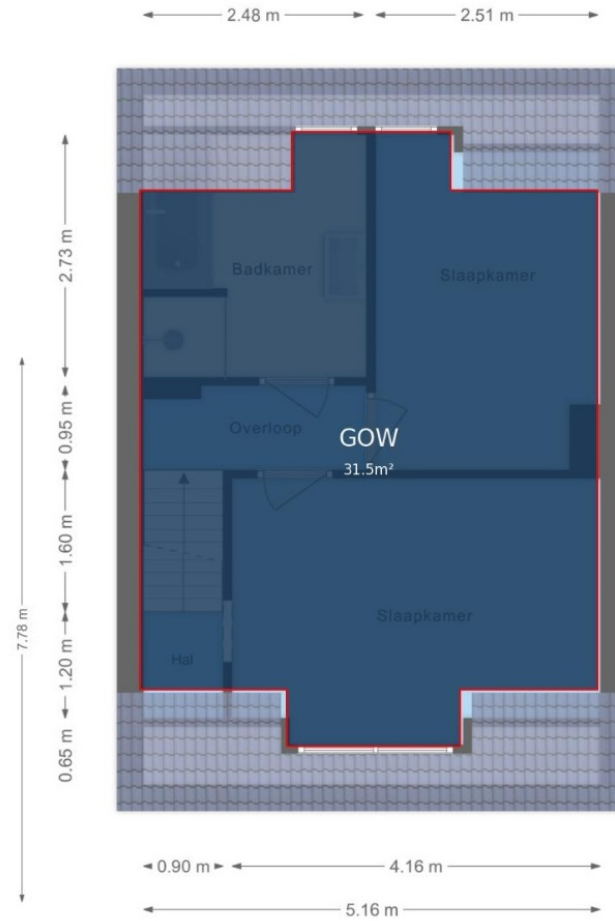 2.48 m
2.51 m
2.73 m
Badkamer
Slaapkamer
0.95 m
Overloop
GOW
31.5m²
1.60 m
7.78 m
Slaapkamer
1.20 m
Hal
0.65 m
0.90 m
4.16 m
5.16 m